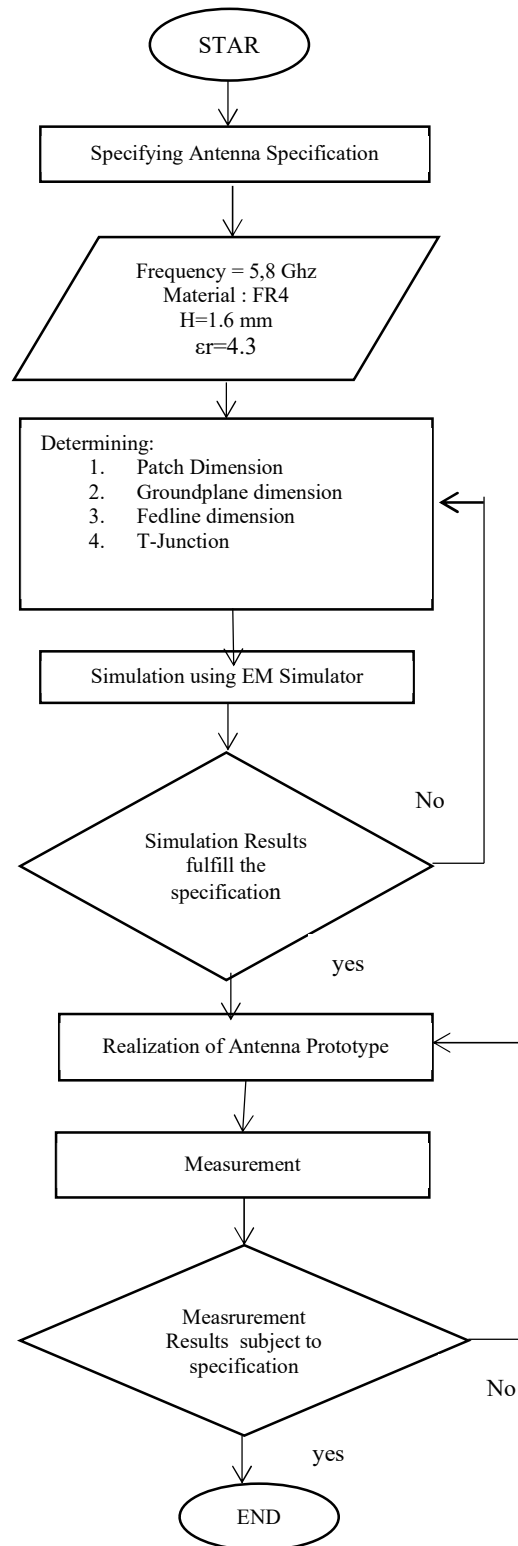 STAR
Specifying Antenna Specification
Frequency = 5,8 Ghz
Material : FR4
H=1.6 mm
εr=4.3
Determining:
1. Patch Dimension
2. Groundplane dimension
3. Fedline dimension
4. T-Junction
Simulation using EM Simulator
No
Simulation Results
fulfill the
specification
yes
Realization of Antenna Prototype
Measurement
Measrurement
Results subject to
specification
No
yes
END